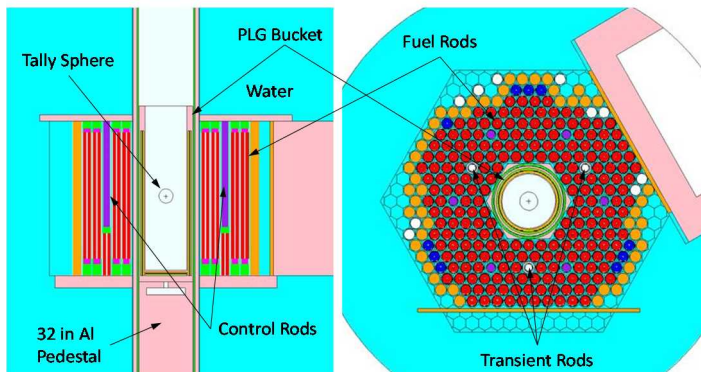 PLG Bucket
Fuel Rods
Tally Sphere
Water
32 in Al
Pedestal
Control Rods
Transient Rods